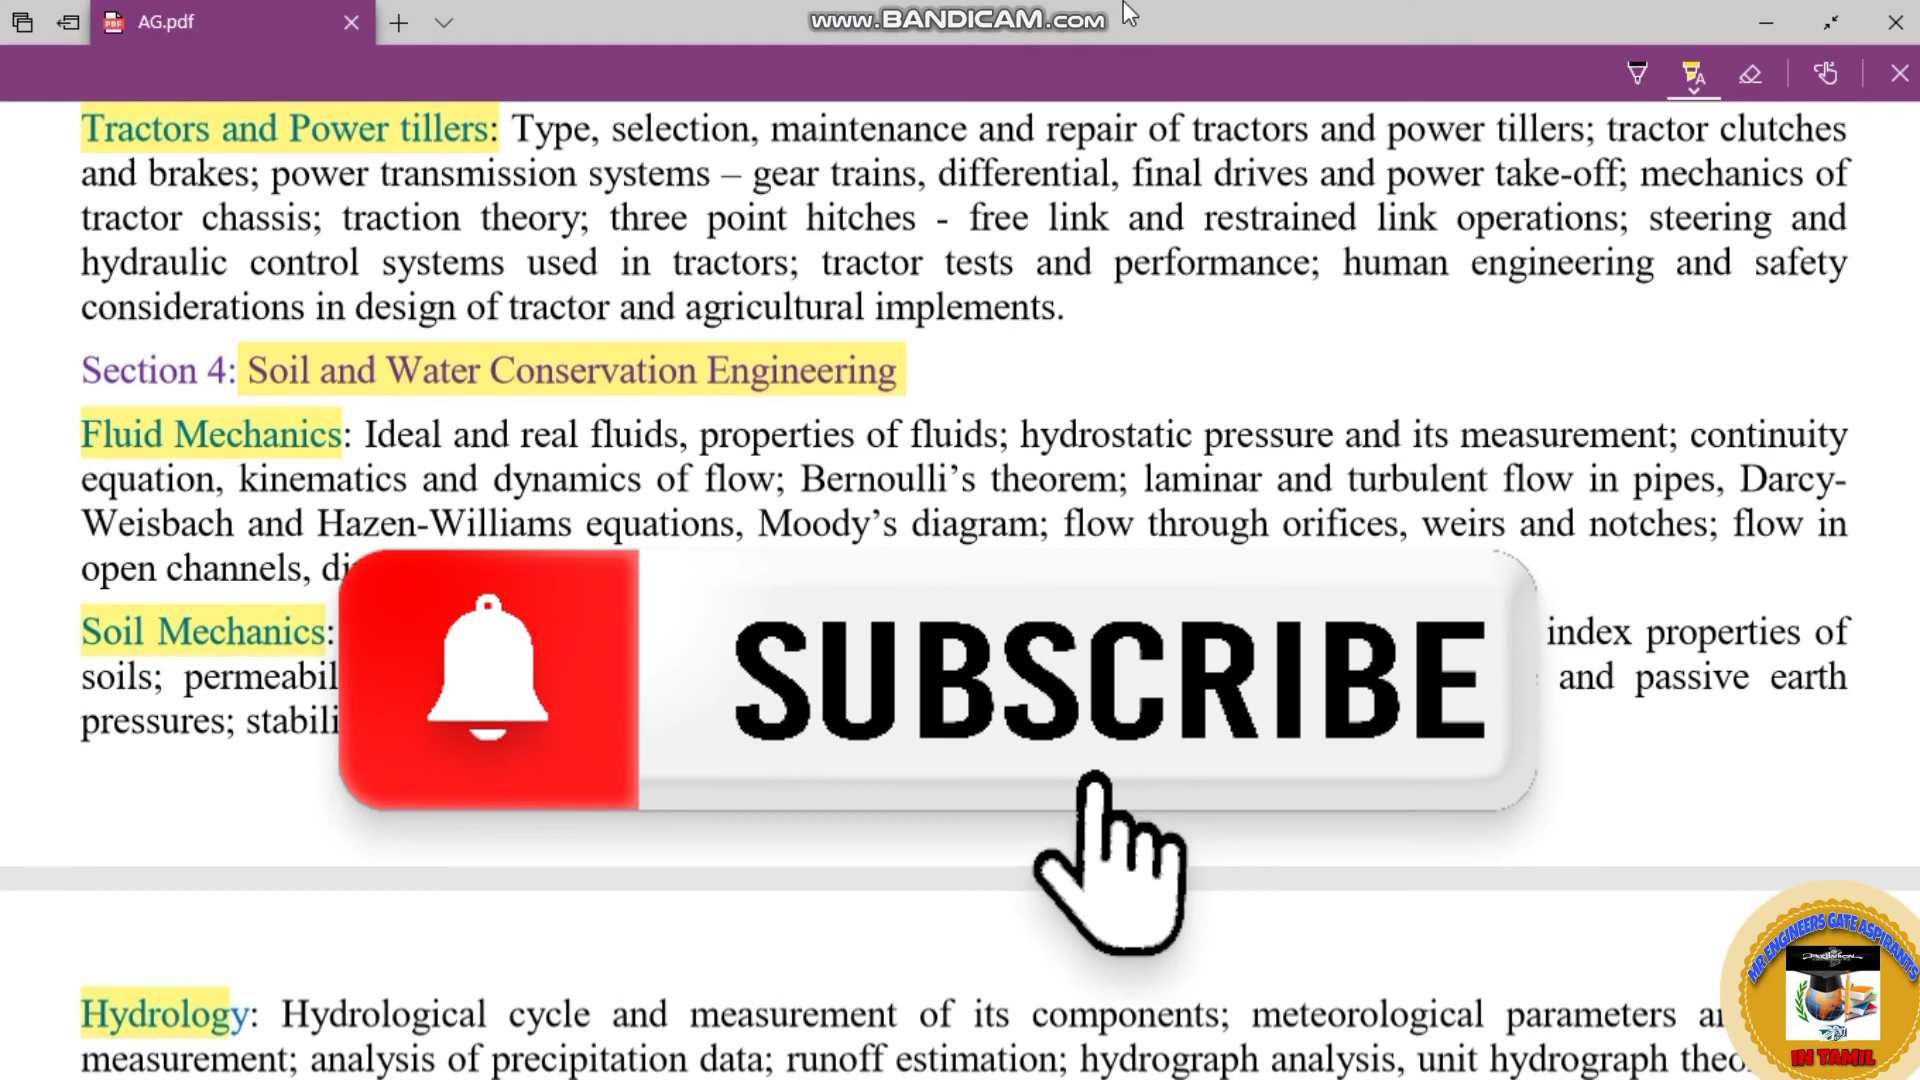 AG.pdf
www.BANDICAM.com
Tractors and Power tillers: Type, selection, maintenance and repair of tractors and power tillers; tractor clutches
and brakes; power transmission systems – gear trains, differential, final drives and power take-off; mechanics of
tractor chassis; traction theory; three point hitches - free link and restrained link operations; steering and
hydraulic control systems used in tractors; tractor tests and performance; human engineering and safety
considerations in design of tractor and agricultural implements.
Section 4: Soil and Water Conservation Engineering
Fluid Mechanics: Ideal and real fluids, properties of fluids; hydrostatic pressure and its measurement; continuity
equation, kinematics and dynamics of flow; Bernoulli's theorem; laminar and turbulent flow in pipes, Darcy-
Weisbach and Hazen-Williams equations, Moody's diagram; flow through orifices, weirs and notches; flow in
open channels, di
Soil Mechanics: index properties of
soils; permeabil and passive earth
pressures; stabili
SUBSCRIBE
Hydrology: Hydrological cycle and measurement of its components; meteorological parameters a
measurement; analysis of precipitation data; runoff estimation; hydrograph analysis, unit hydrograph theo
MR ENGINEERS GATE ASPIRANTS
IN TAMIL